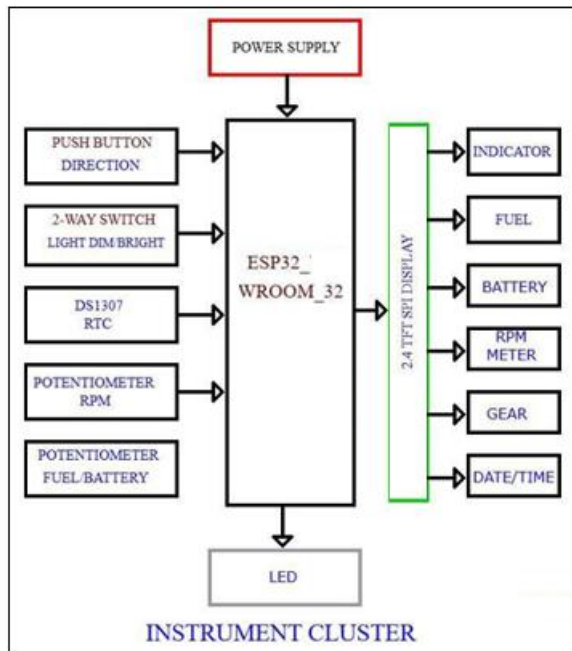 POWER SUPPLY
PUSH BUTTON
DIRECTION
2-WAY SWITCH
LIGHT DIM/BRIGHT
DS1307
RTC
POTENTIOMETER
RPM
POTENTIOMETER
FUEL/BATTERY
ESP32_
WROOM_32
2.4 TFT SPI DISPLAY
INDICATOR
FUEL
BATTERY
RPM
METER
GEAR
DATE/TIME
LED
INSTRUMENT CLUSTER